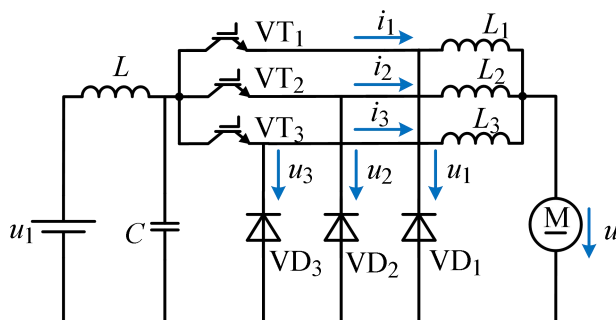 VT₁
i₁
L₁
L
VT₂
i₂
L₂
VT₃
i₃
L₃
u₃
u₂
u₁
u₁
C
VD₃
VD₂
VD₁
M
u